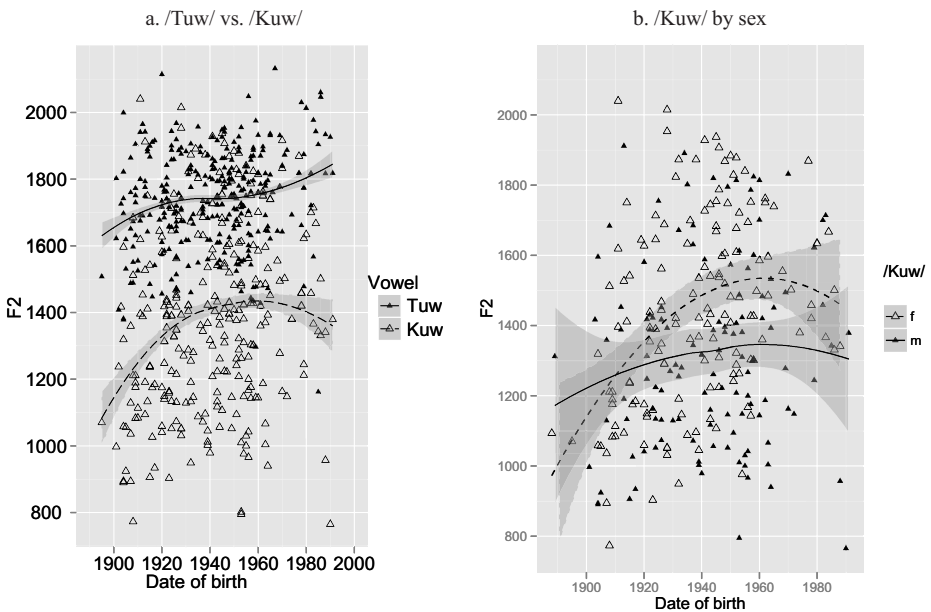 a. /Tuw/ vs. /Kuw/
2000
1800
1600
1400
1200
1000
800
F2
1900 1920 1940 1960 1980 2000
Date of birth
Vowel
Tuw
Kuw
b. /Kuw/ by sex
2000
1800
1600
1400
1200
1000
800
F2
1900 1920 1940 1960 1980
Date of birth
/Kuw/
f
m